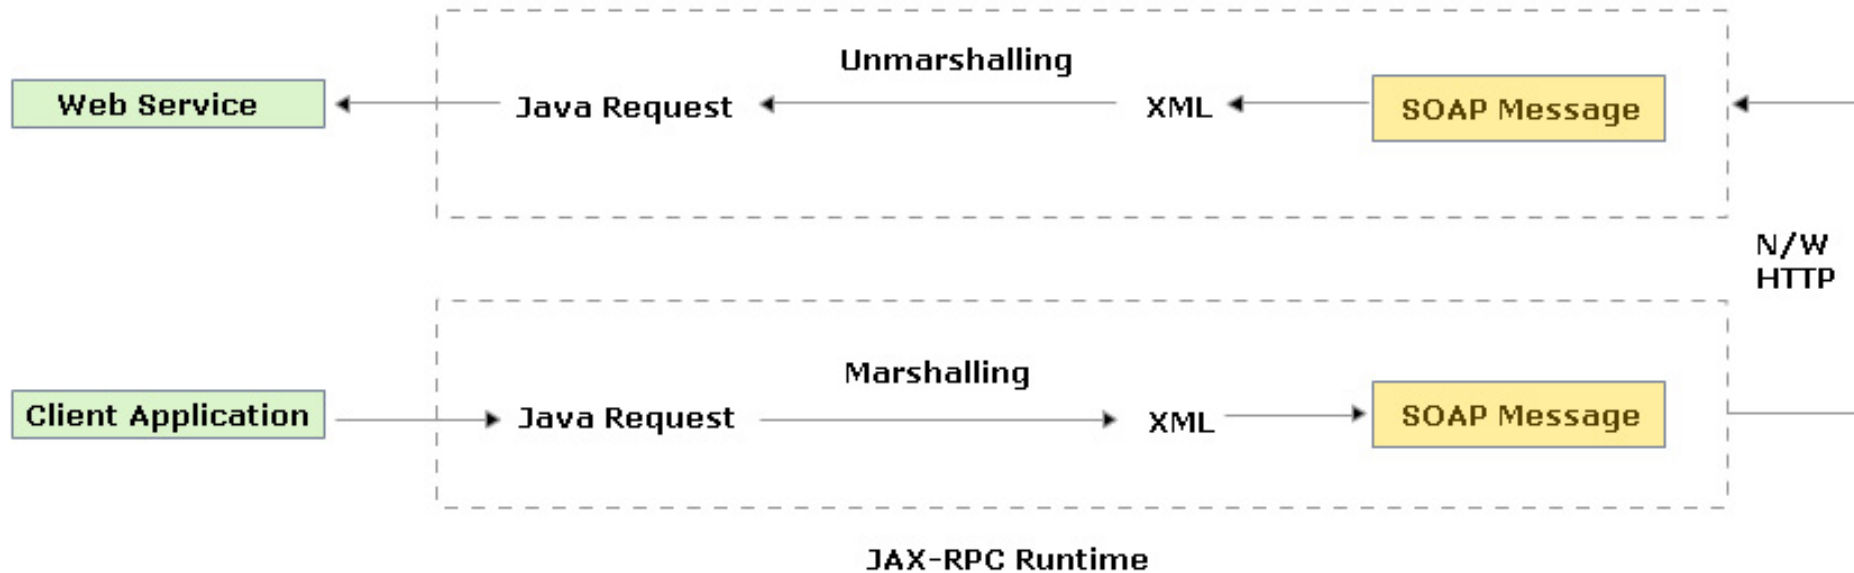 Unmarshalling
Web Service
Java Request
XML
SOAP Message
N/W
HTTP
Marshalling
Client Application
Java Request
XML
SOAP Message
JAX-RPC Runtime